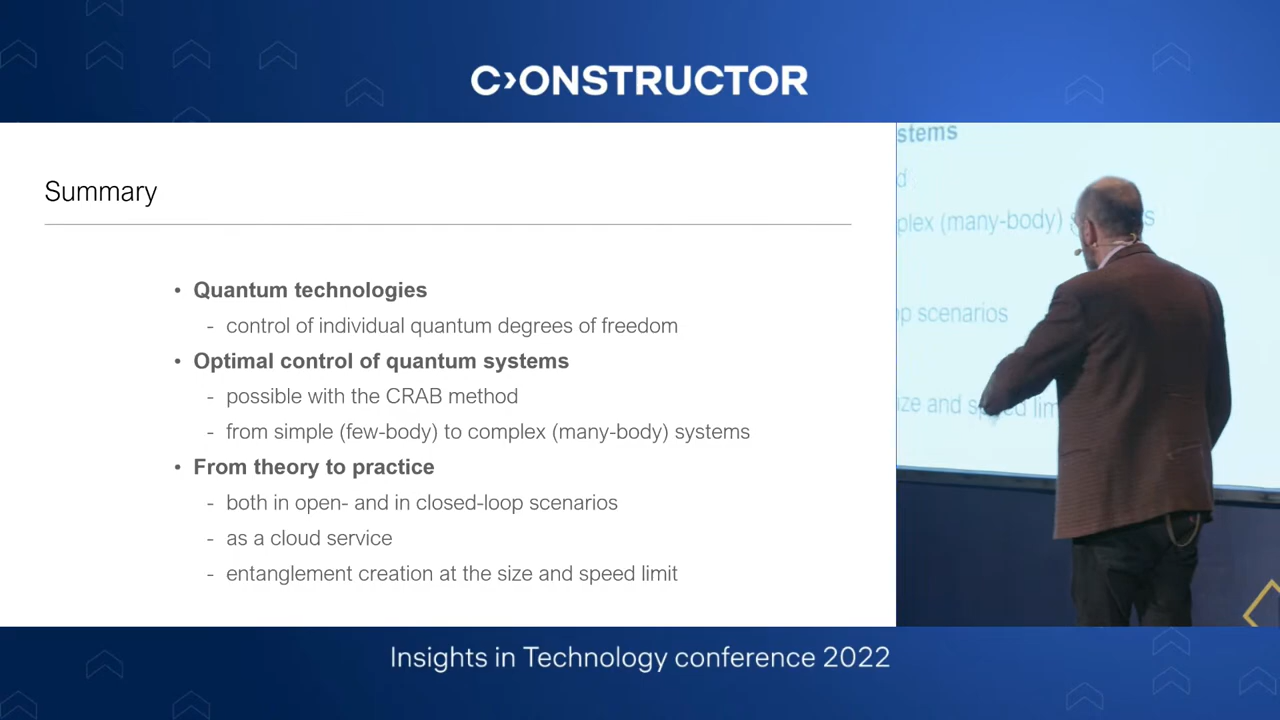 C›ONSTRUCTOR
Summary
• Quantum technologies
- control of individual quantum degrees of freedom
• Optimal control of quantum systems
- possible with the CRAB method
- from simple (few-body) to complex (many-body) systems
• From theory to practice
- both in open- and in closed-loop scenarios
- as a cloud service
- entanglement creation at the size and speed limit
stems
d
plex (many-body) s s
op scenarios
ize and speed lim
Insights in Technology conference 2022